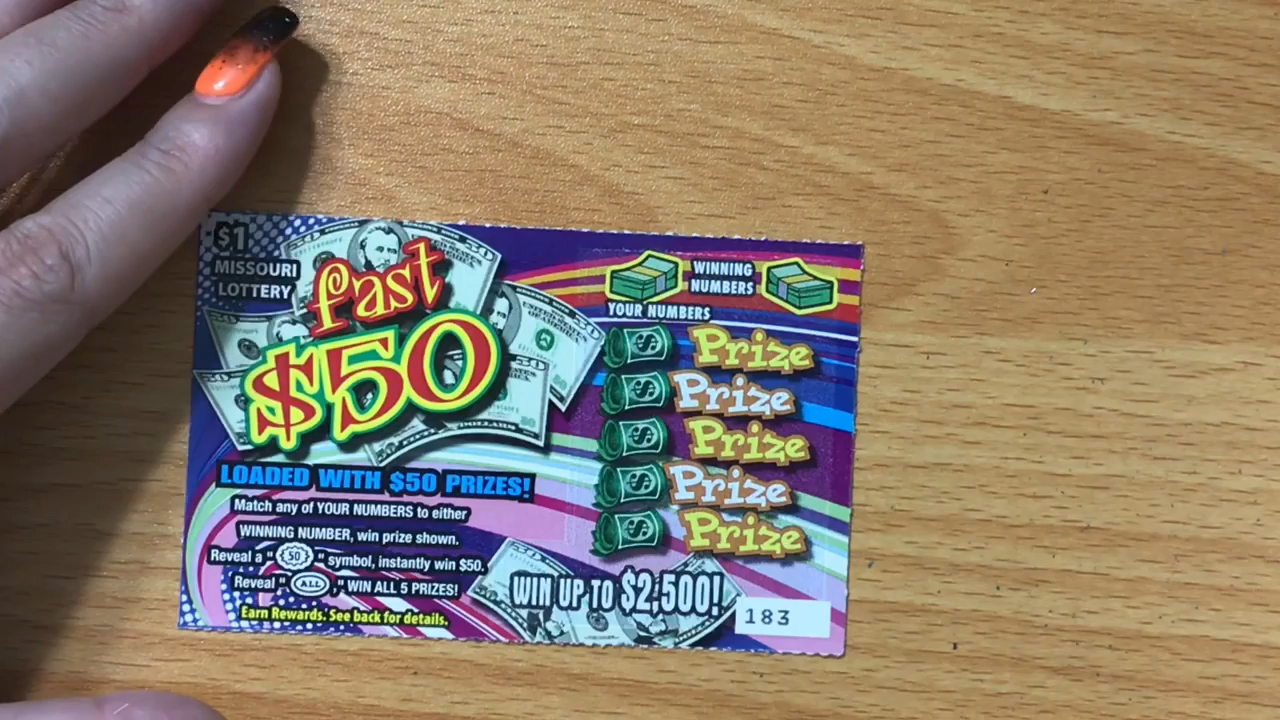 $1
MISSOURI
LOTTERY
fast
$50
LOADED WITH $50 PRIZES!
Match any of YOUR NUMBERS to either
WINNING NUMBER, win prize shown.
Reveal a "50" symbol, instantly win $50.
Reveal "ALL," WIN ALL 5 PRIZES!
Earn Rewards. See back for details.
WINNING
NUMBERS
YOUR NUMBERS
$ Prize
$ Prize
$ Prize
$ Prize
$ Prize
WIN UP TO $2,500!
183